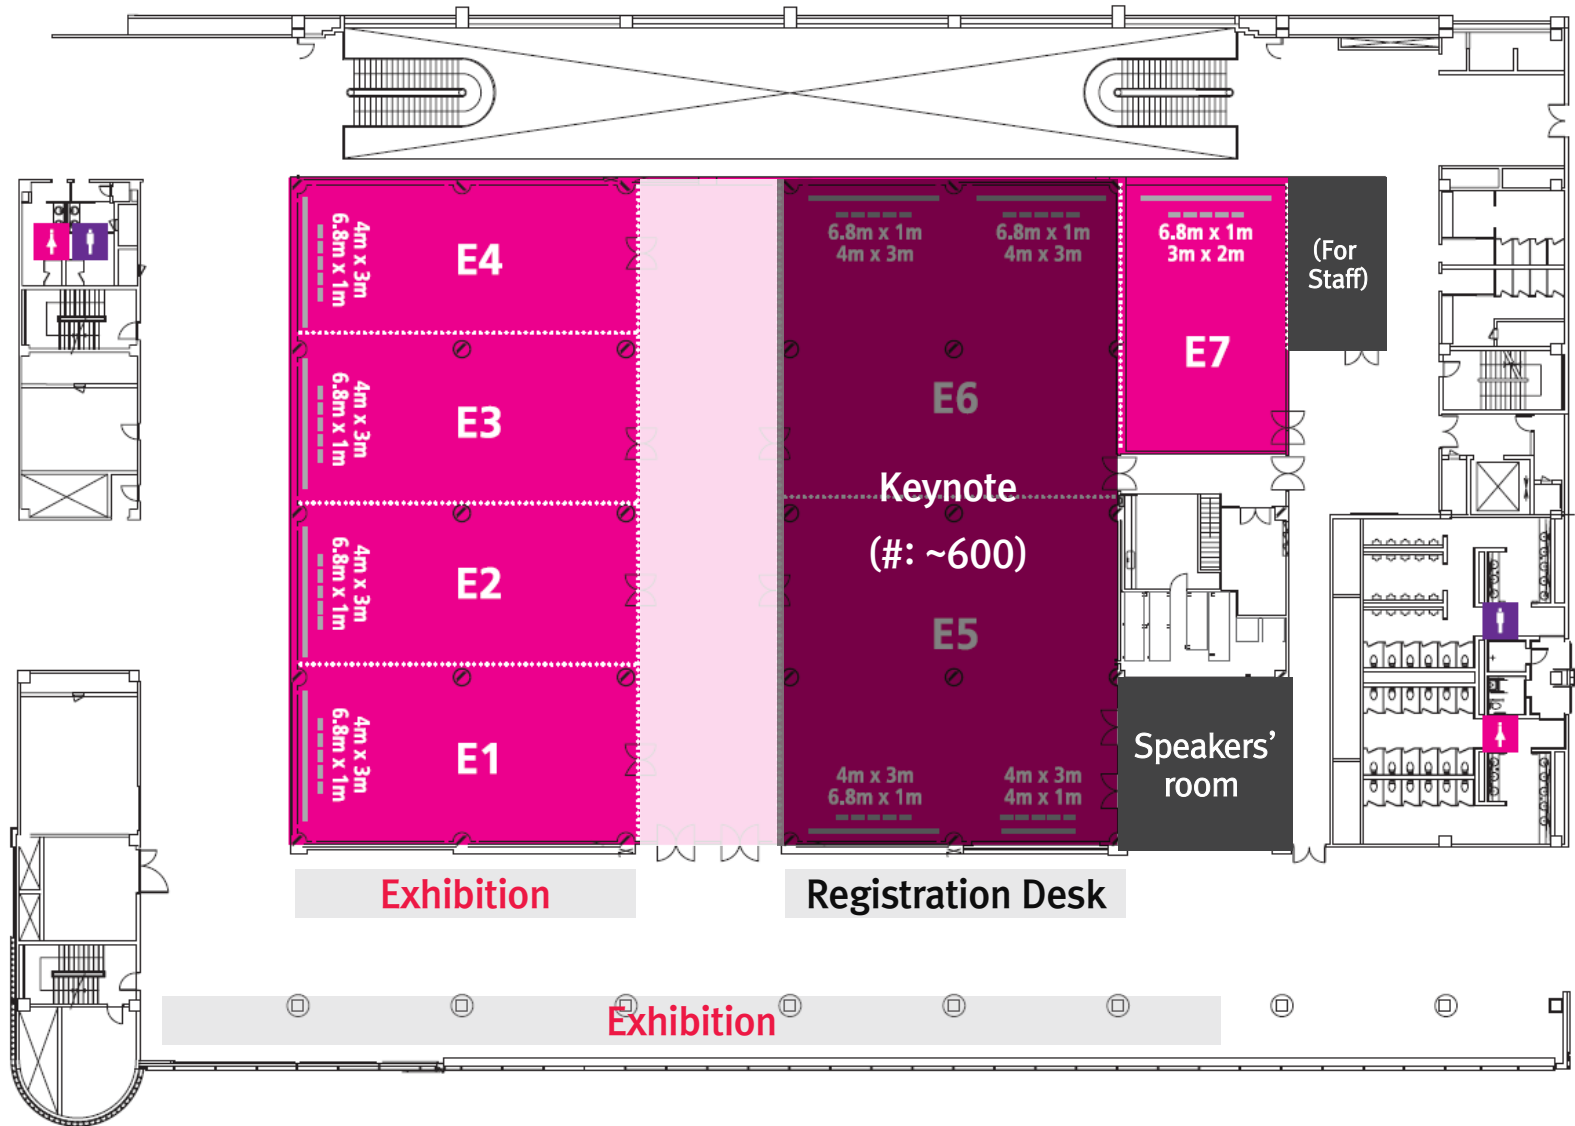 4m x 3m
6.8m x 1m
E4
6.8m x 1m
4m x 3m
6.8m x 1m
4m x 3m
6.8m x 1m
3m x 2m
(For
Staff)
E7
4m x 3m
6.8m x 1m
E3
E6
Keynote
(#: ~600)
4m x 3m
6.8m x 1m
E2
E5
4m x 3m
6.8m x 1m
E1
4m x 3m
6.8m x 1m
4m x 3m
4m x 1m
Speakers’
room
Exhibition
Registration Desk
Exhibition